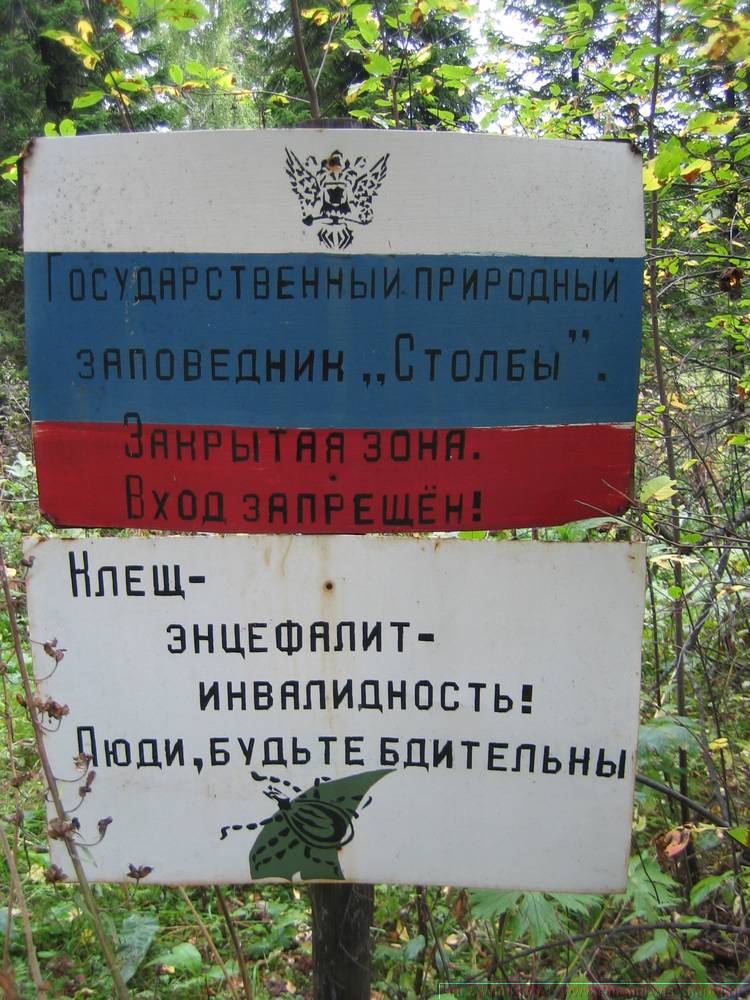 Государственный природный
заповедник „Столбы”.
Закрытая зона.
Вход запрещён!
Клещ-
энцефалит-
инвалидность!
Люди, будьте бдительны